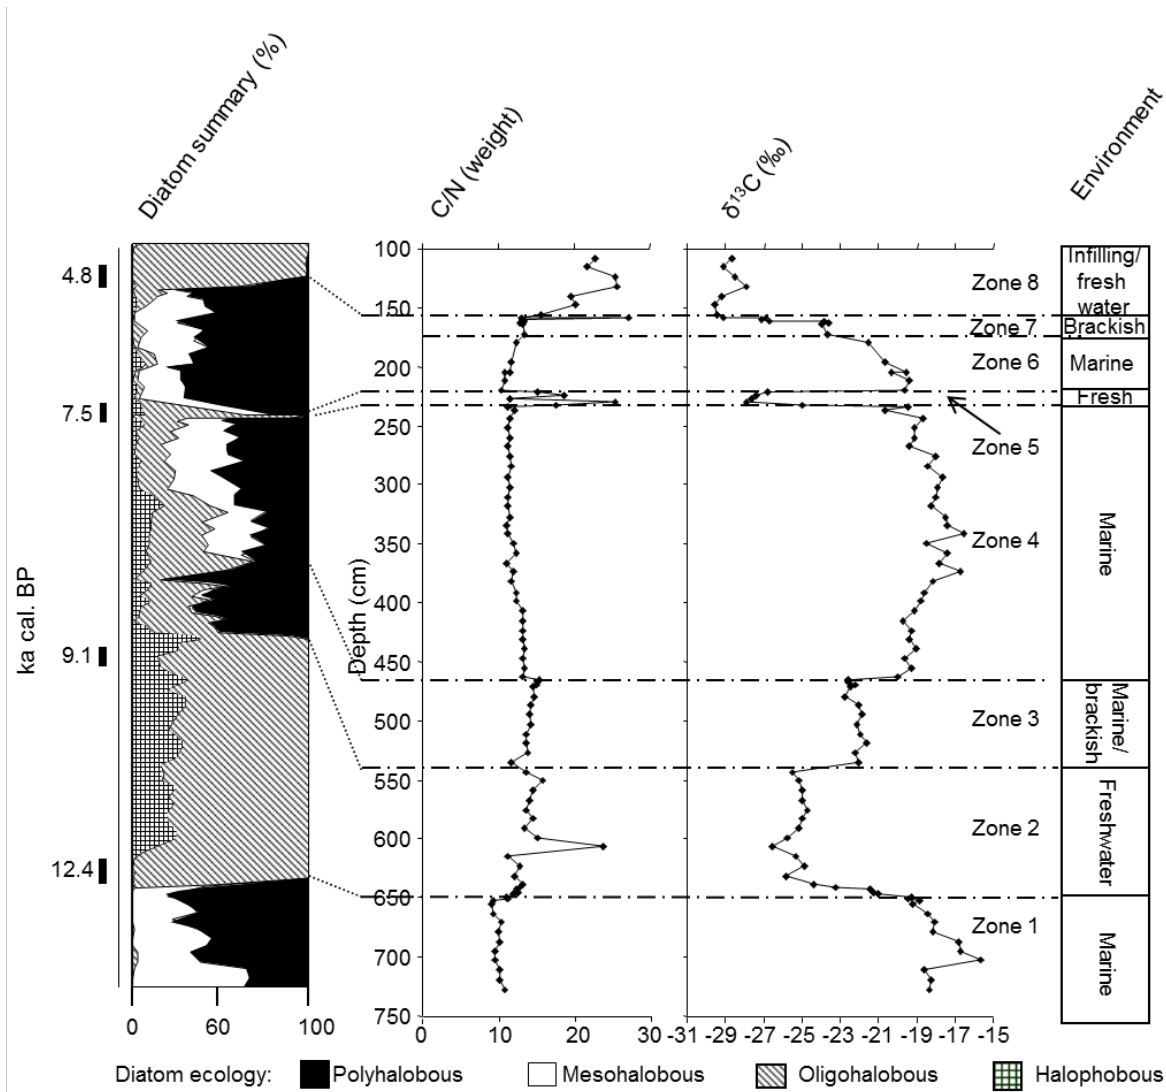 Diatom summary (%)
C/N (weight)
δ¹³C (‰)
Environment
ka cal. BP
4.8
7.5
9.1
12.4
0
60
100
Depth (cm)
100
150
200
250
300
350
400
450
500
550
600
650
700
750
0
10
20
30
-31
-29
-27
-25
-23
-21
-19
-17
-15
Zone 8
Zone 7
Zone 6
Zone 5
Zone 4
Zone 3
Zone 2
Zone 1
Infilling/
fresh
water
Brackish
Marine
Fresh
Marine
Marine/
brackish
Freshwater
Marine
Diatom ecology: Polyhalobous Mesohalobous Oligohalobous Halophobous